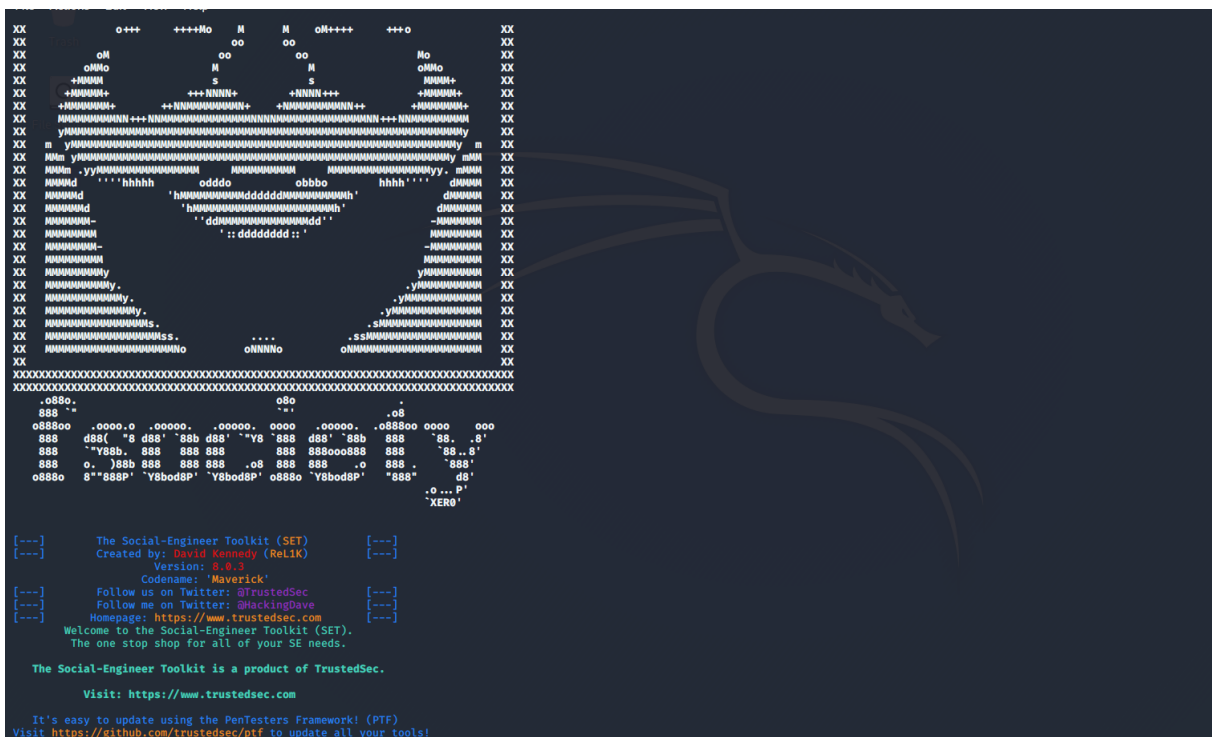 [---]        The Social-Engineer Toolkit (SET)         [---]
[---]        Created by: David Kennedy (ReL1K)         [---]
                      Version: 8.0.3
                    Codename: 'Maverick'
[---]        Follow us on Twitter: @TrustedSec         [---]
[---]        Follow me on Twitter: @HackingDave        [---]
[---]       Homepage: https://www.trustedsec.com       [---]
        Welcome to the Social-Engineer Toolkit (SET).
         The one stop shop for all of your SE needs.
   The Social-Engineer Toolkit is a product of TrustedSec.
           Visit: https://www.trustedsec.com
   It's easy to update using the PenTesters Framework! (PTF)
Visit https://github.com/trustedsec/ptf to update all your tools!